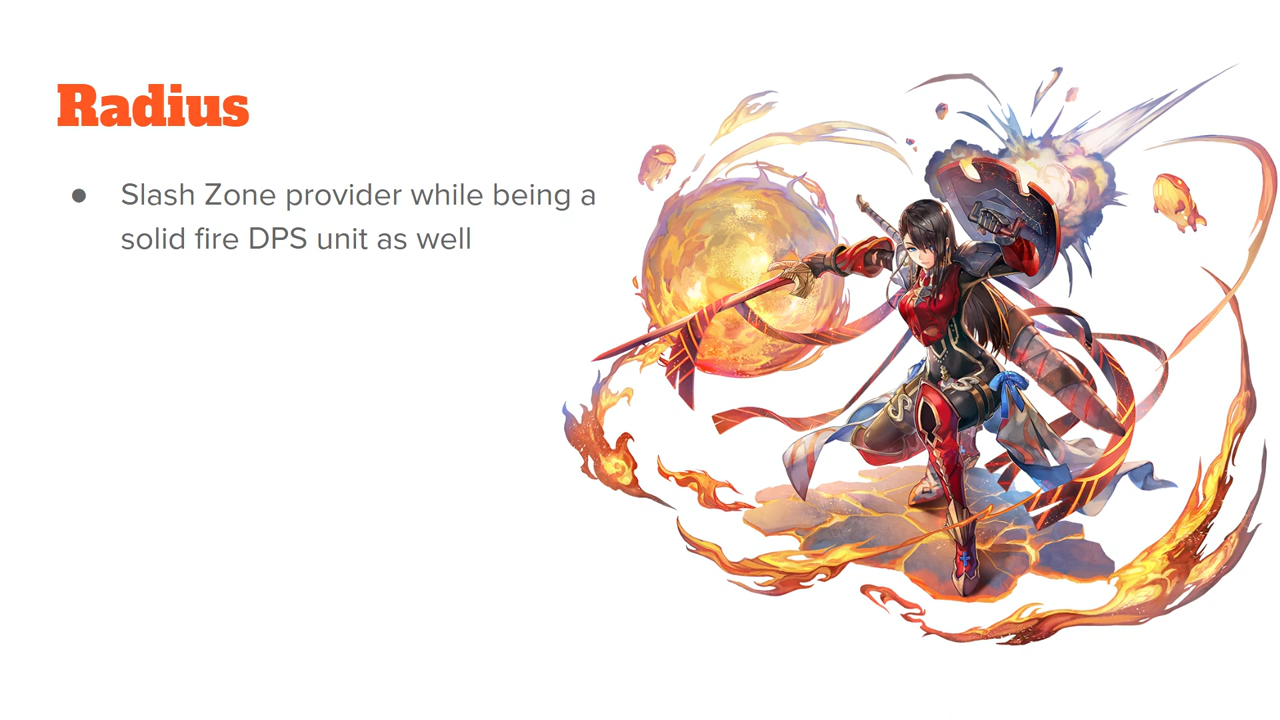 Radius
● Slash Zone provider while being a
solid fire DPS unit as well